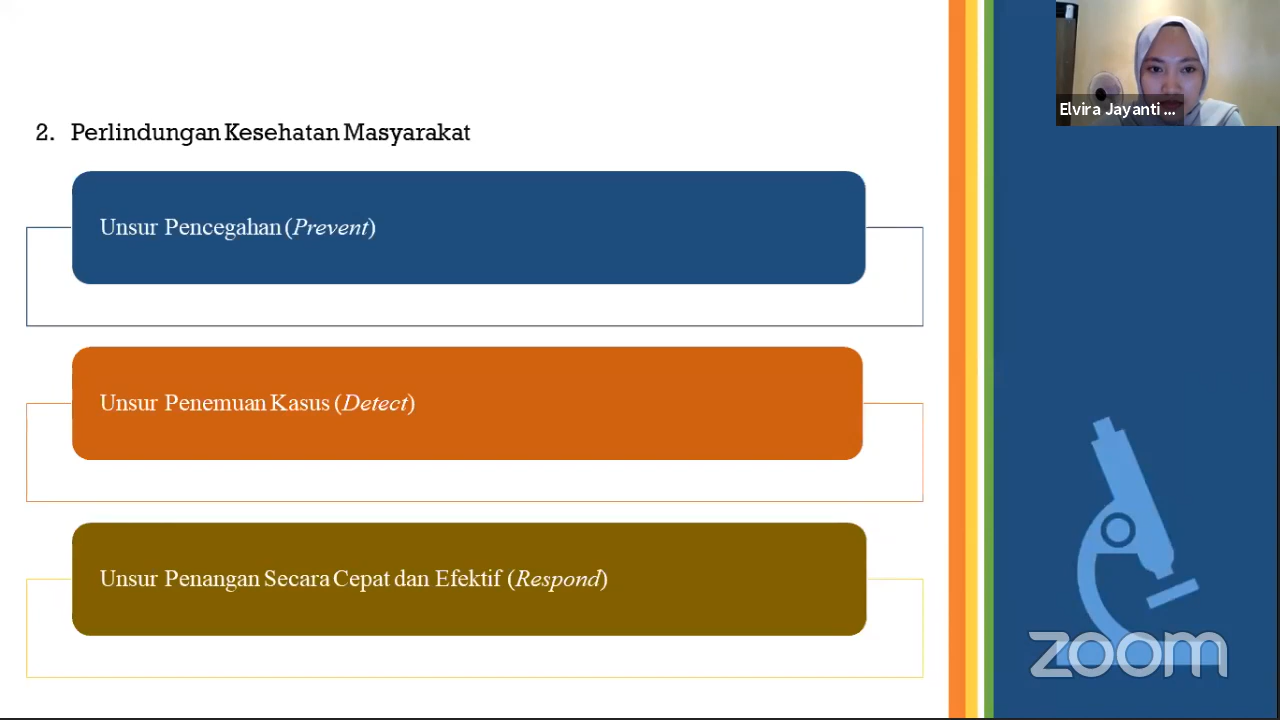 Elvira Jayanti ...
2. Perlindungan Kesehatan Masyarakat
Unsur Pencegahan (Prevent)
Unsur Penemuan Kasus (Detect)
Unsur Penangan Secara Cepat dan Efektif (Respond)
zoom